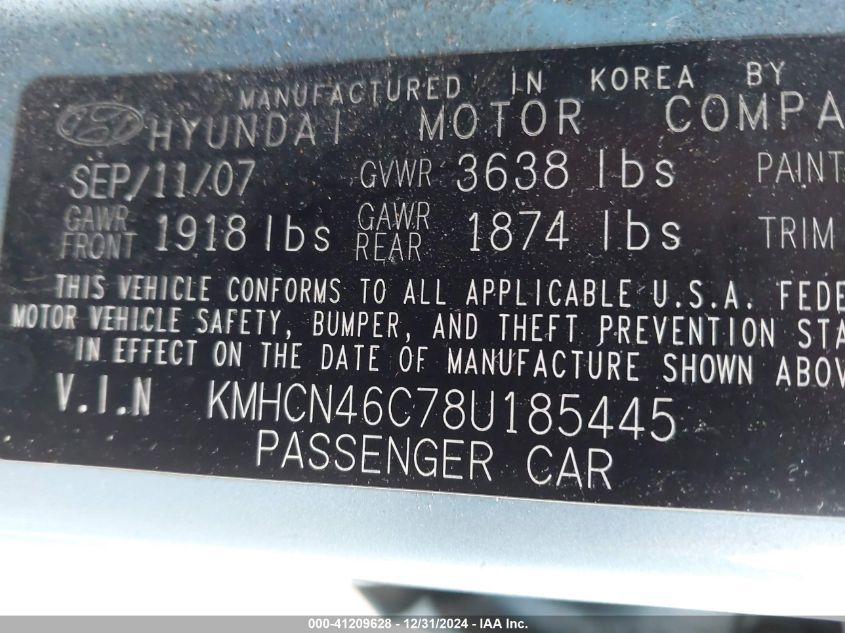 MANUFACTURED IN KOREA BY
HYUNDAI MOTOR COMPA
SEP/11/07 GVWR 3638 lbs PAINT
GAWR FRONT 1918 lbs GAWR REAR 1874 lbs TRIM
THIS VEHICLE CONFORMS TO ALL APPLICABLE U.S.A. FEDE
MOTOR VEHICLE SAFETY, BUMPER, AND THEFT PREVENTION STA
IN EFFECT ON THE DATE OF MANUFACTURE SHOWN ABOV
V.I.N KMHCN46C78U185445
PASSENGER CAR
000-41209628 - 12/31/2024 - IAA Inc.